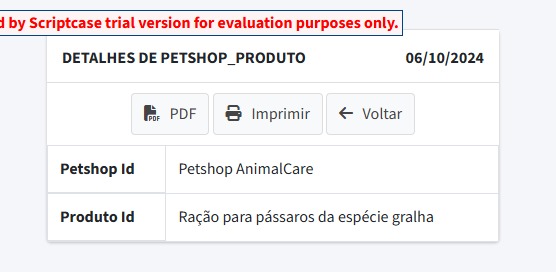 d by Scriptcase trial version for evaluation purposes only.
DETALHES DE PETSHOP_PRODUTO 06/10/2024
PDF Imprimir Voltar
Petshop Id Petshop AnimalCare
Produto Id Ração para pássaros da espécie gralha